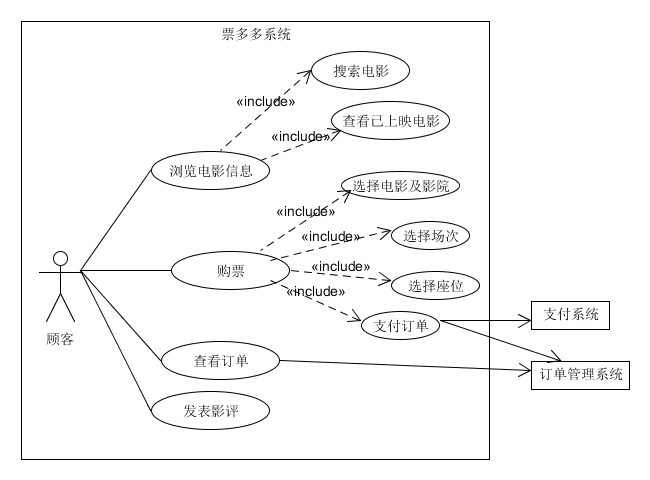 票多多系统
搜索电影
«include»
查看已上映电影
«include»
浏览电影信息
选择电影及影院
«include»
选择场次
«include»
购票
«include»
选择座位
«include»
支付订单
支付系统
顾客
查看订单
订单管理系统
发表影评